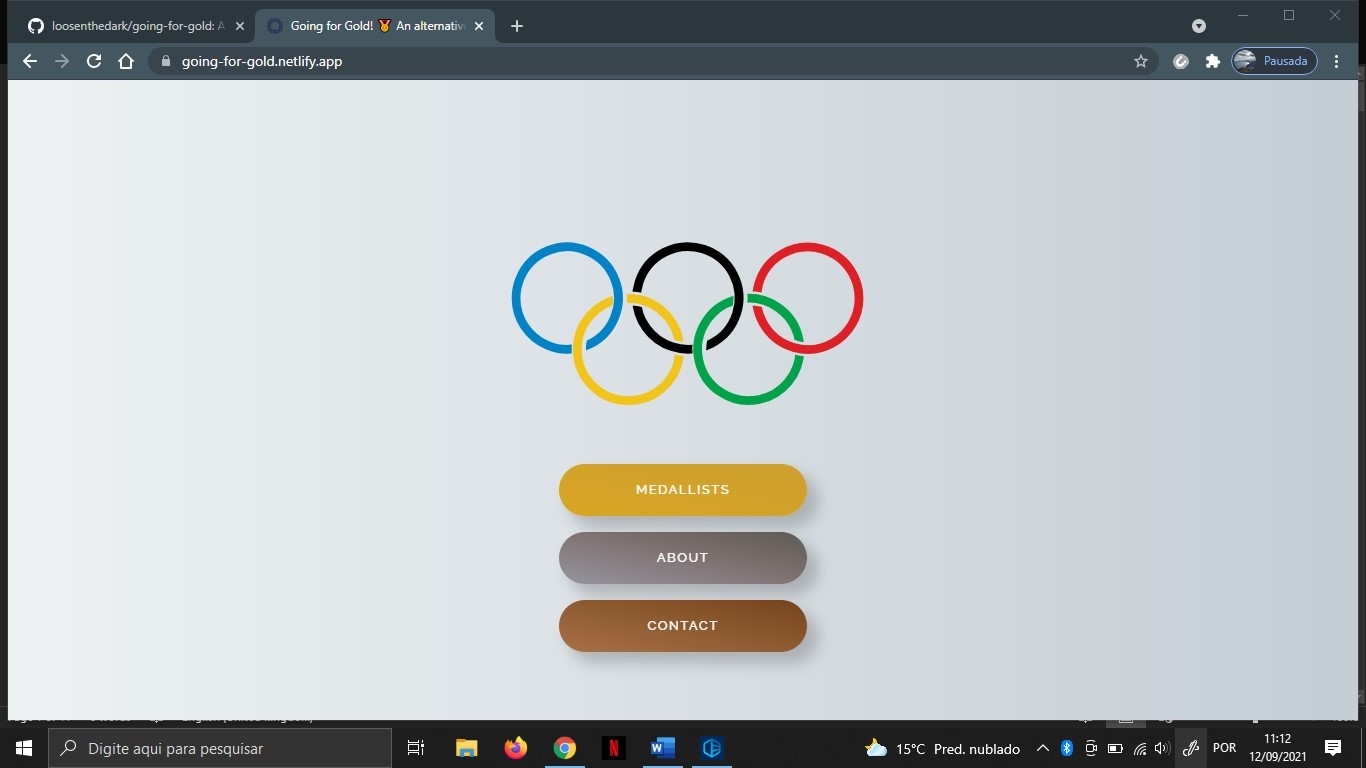 loosenthedark/going-for-gold: A
Going for Gold! 🏅 An alternativ
going-for-gold.netlify.app
Pausada
MEDALLISTS
ABOUT
CONTACT
Digite aqui para pesquisar
15°C Pred. nublado
POR
11:12
12/09/2021